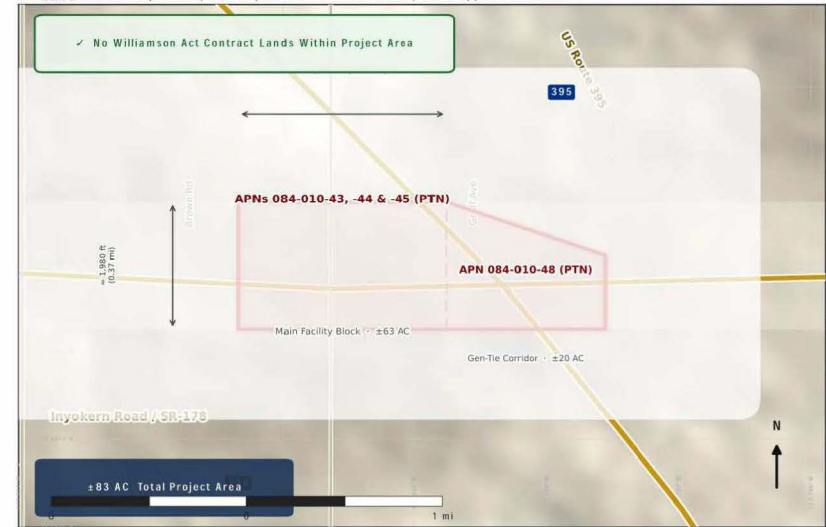 ✓ No Williamson Act Contract Lands Within Project Area
US Route 395
395
Brown Rd
APNs 084-010-43, -44 & -45 (PTN)
≈ 1,980 ft
(0.37 mi)
APN 084-010-48 (PTN)
Main Facility Block · ±63 AC
Gen-Tie Corridor · ±20 AC
Inyokern Road / SR-178
N
±83 AC Total Project Area
0
0
1 mi